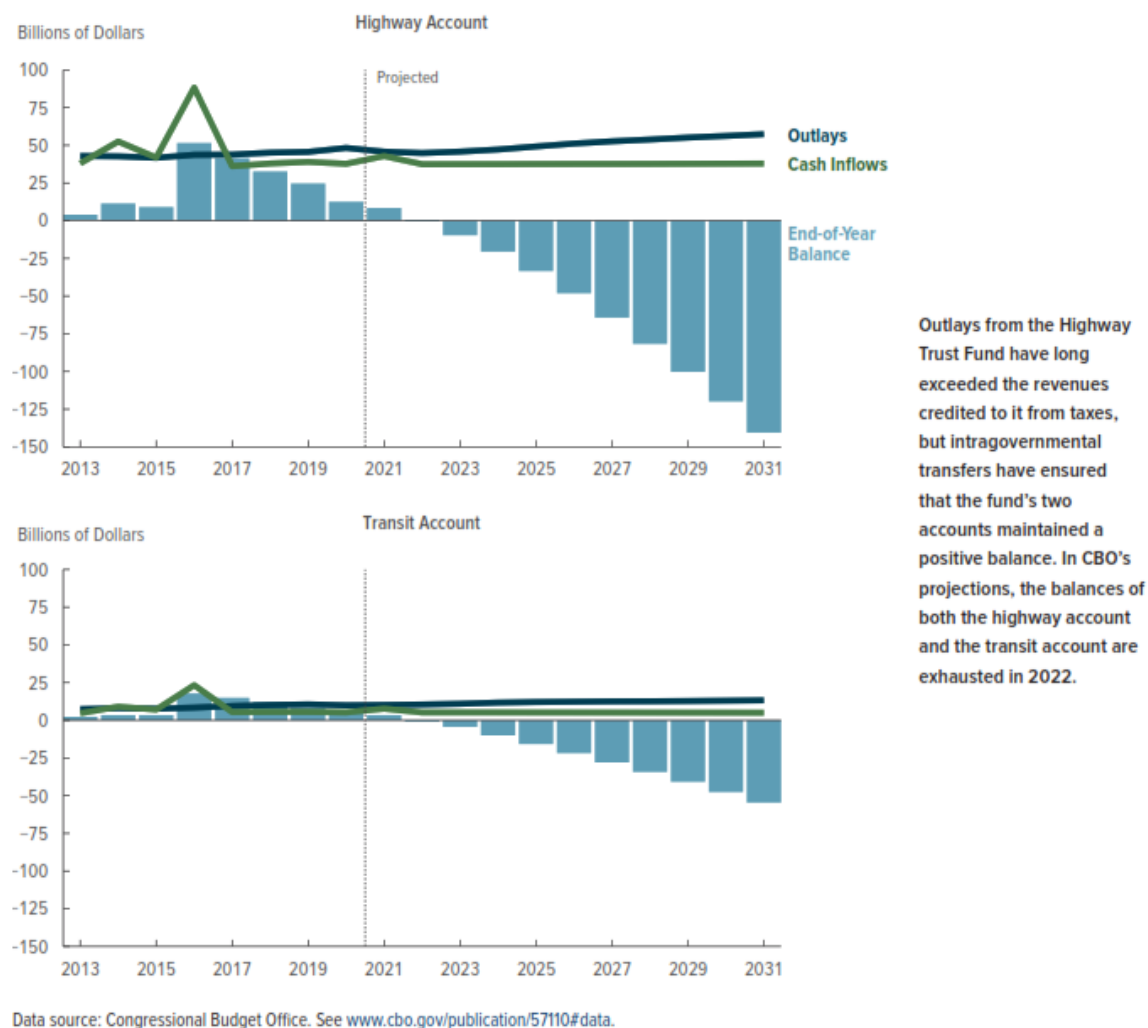 Highway Account
Billions of Dollars
100
75
50
25
0
−25
−50
−75
-100
-125
-150
Projected
Outlays
Cash Inflows
End-of-Year
Balance
2013 2015 2017 2019 2021 2023 2025 2027 2029 2031
Transit Account
Billions of Dollars
100
75
50
25
0
−25
−50
−75
-100
-125
-150
2013 2015 2017 2019 2021 2023 2025 2027 2029 2031
Outlays from the Highway
Trust Fund have long
exceeded the revenues
credited to it from taxes,
but intragovernmental
transfers have ensured
that the fund’s two
accounts maintained a
positive balance. In CBO’s
projections, the balances of
both the highway account
and the transit account are
exhausted in 2022.
Data source: Congressional Budget Office. See www.cbo.gov/publication/57110#data.